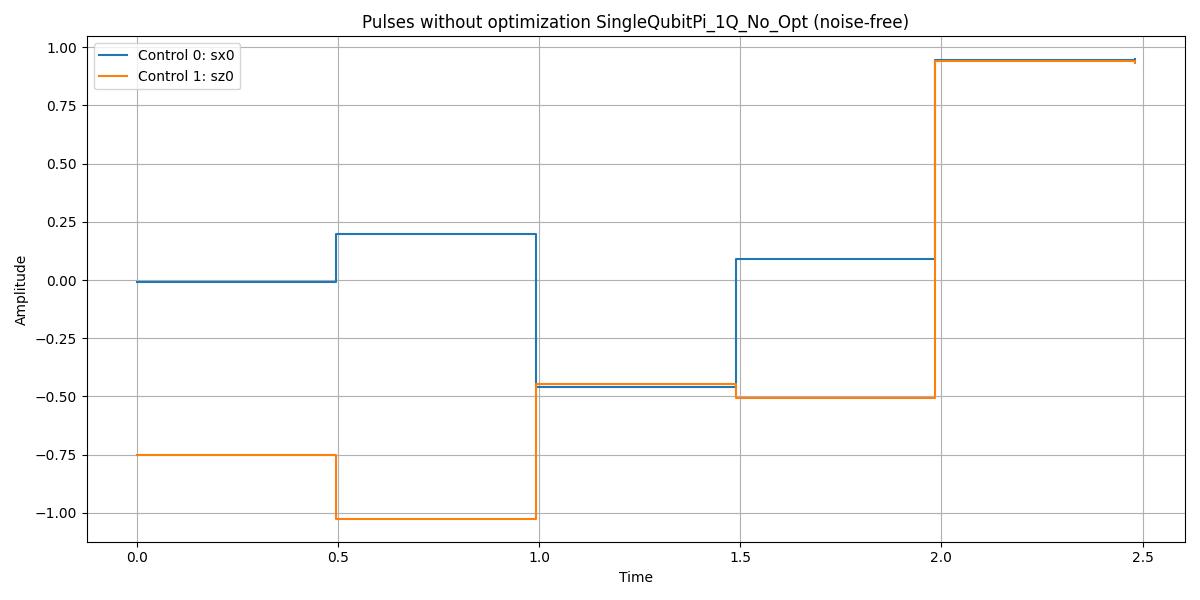 Pulses without optimization SingleQubitPi_1Q_No_Opt (noise-free)
Control 0: sx0
Control 1: sz0
Amplitude
1.00
0.75
0.50
0.25
0.00
−0.25
−0.50
−0.75
−1.00
0.0 0.5 1.0 1.5 2.0 2.5
Time